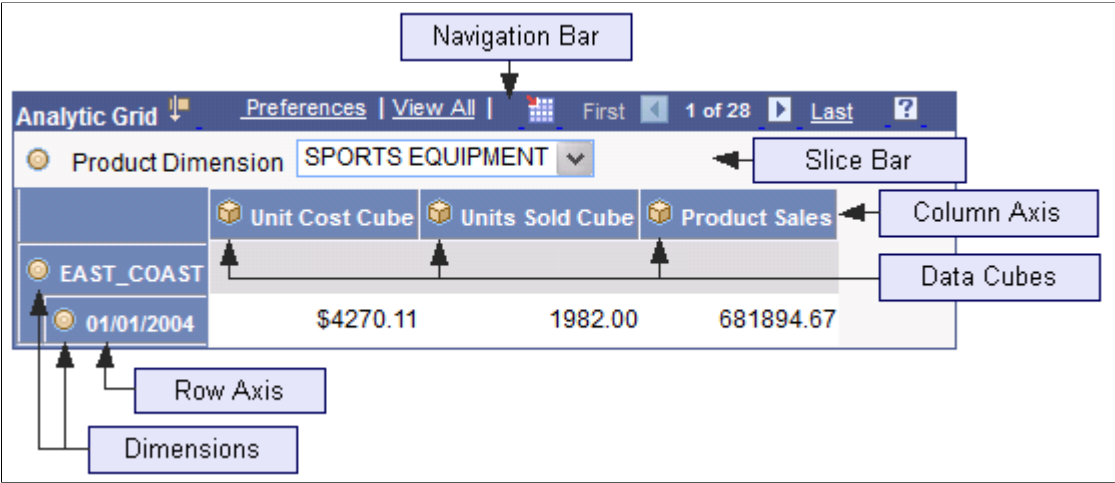 Navigation Bar
Analytic Grid Preferences | View All | First 1 of 28 Last ?
Product Dimension SPORTS EQUIPMENT Slice Bar
Unit Cost Cube Units Sold Cube Product Sales Column Axis
EAST_COAST Data Cubes
01/01/2004 $4270.11 1982.00 681894.67
Row Axis
Dimensions